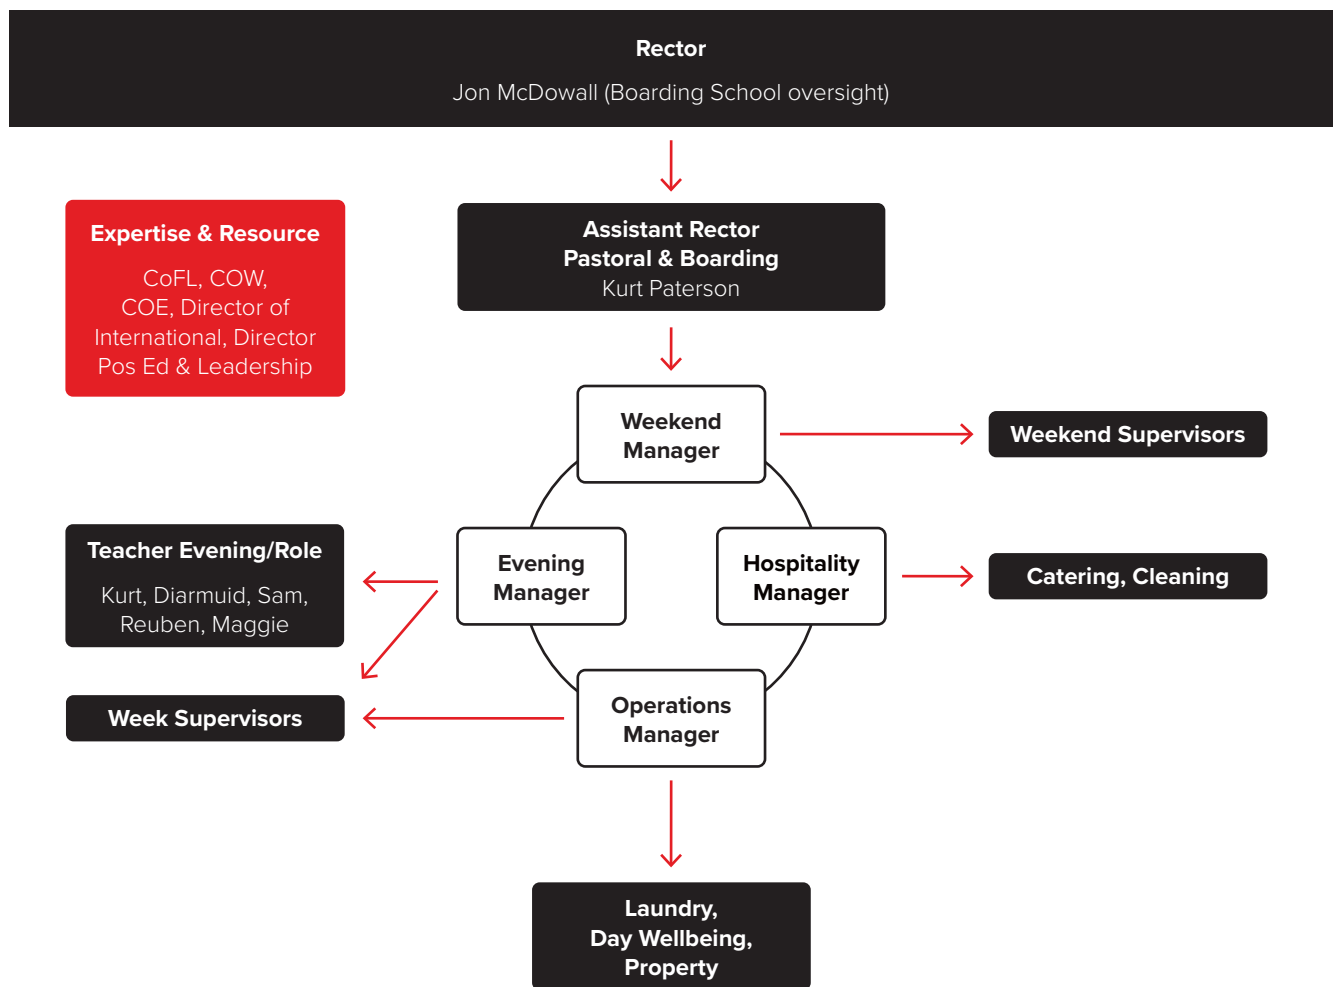 Rector
Jon McDowall (Boarding School oversight)
Expertise & Resource
CoFL, COW,
COE, Director of
International, Director
Pos Ed & Leadership
Assistant Rector
Pastoral & Boarding
Kurt Paterson
Weekend
Manager
Weekend Supervisors
Teacher Evening/Role
Kurt, Diarmuid, Sam,
Reuben, Maggie
Evening
Manager
Hospitality
Manager
Catering, Cleaning
Week Supervisors
Operations
Manager
Laundry,
Day Wellbeing,
Property